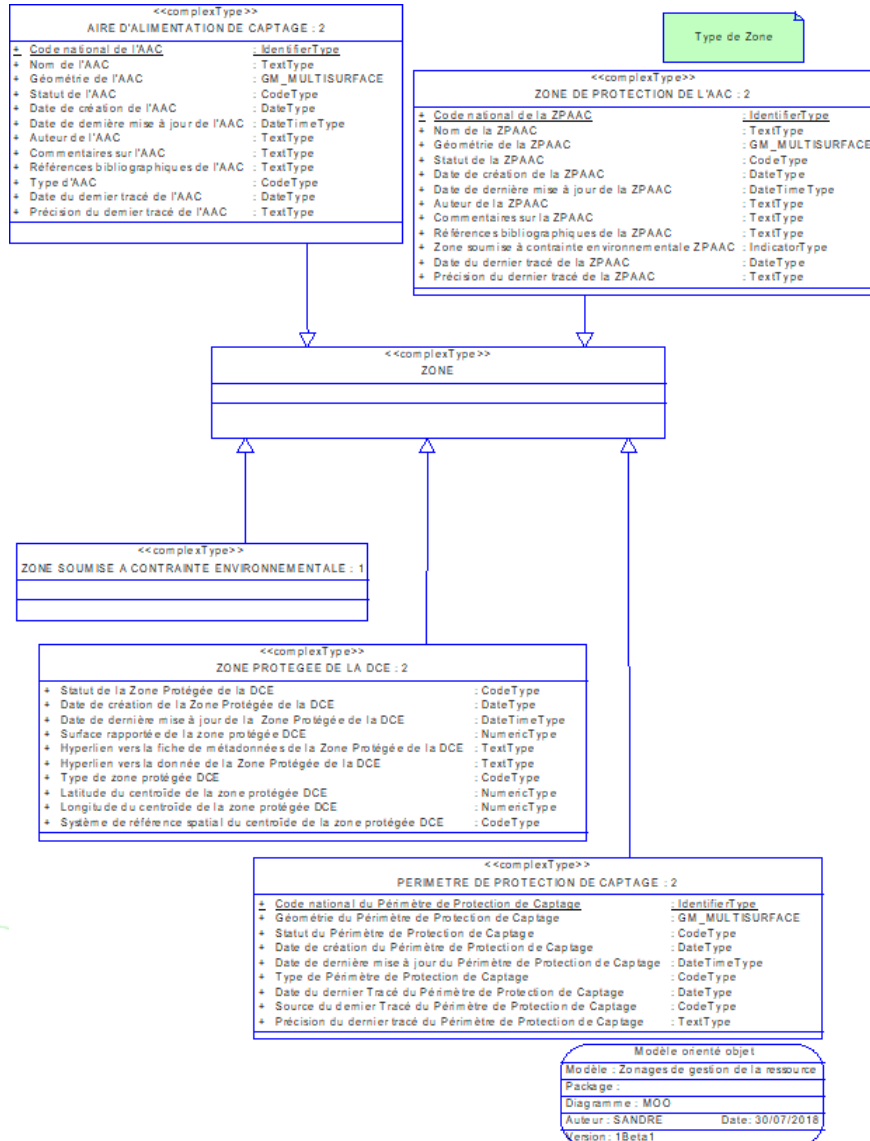 <<complexType>>
AIRE D'ALIMENTATION DE CAPTAGE : 2
+ Code national de l'AAC : IdentifierType
+ Nom de l'AAC : TextType
+ Géométrie de l'AAC : GM_MULTISURFACE
+ Statut de l'AAC : CodeType
+ Date de création de l'AAC : DateType
+ Date de dernière mise à jour de l'AAC : DateTimeType
+ Auteur de l'AAC : TextType
+ Commentaires sur l'AAC : TextType
+ Références bibliographiques de l'AAC : TextType
+ Type d'AAC : CodeType
+ Date du dernier tracé de l'AAC : DateType
+ Précision du dernier tracé de l'AAC : TextType
Type de Zone
<<complexType>>
ZONE DE PROTECTION DE L'AAC : 2
+ Code national de la ZPAAC : IdentifierType
+ Nom de la ZPAAC : TextType
+ Géométrie de la ZPAAC : GM_MULTISURFACE
+ Statut de la ZPAAC : CodeType
+ Date de création de la ZPAAC : DateType
+ Date de dernière mise à jour de la ZPAAC : DateTimeType
+ Auteur de la ZPAAC : TextType
+ Commentaires sur la ZPAAC : TextType
+ Références bibliographiques de la ZPAAC : TextType
+ Zone soumise à contrainte environnementale ZPAAC : IndicatorType
+ Date du dernier tracé de la ZPAAC : DateType
+ Précision du dernier tracé de la ZPAAC : TextType
<<complexType>>
ZONE
<<complexType>>
ZONE SOUMISE A CONTRAINTE ENVIRONNEMENTALE : 1
<<complexType>>
ZONE PROTEGEE DE LA DCE : 2
+ Statut de la Zone Protégée de la DCE : CodeType
+ Date de création de la Zone Protégée de la DCE : DateType
+ Date de dernière mise à jour de la Zone Protégée de la DCE : DateTimeType
+ Surface rapportée de la zone protégée DCE : NumericType
+ Hyperlien vers la fiche de métadonnées de la Zone Protégée de la DCE : TextType
+ Hyperlien vers la donnée de la Zone Protégée de la DCE : TextType
+ Type de zone protégée DCE : CodeType
+ Latitude du centroïde de la zone protégée DCE : NumericType
+ Longitude du centroïde de la zone protégée DCE : NumericType
+ Système de référence spatial du centroïde de la zone protégée DCE : CodeType
<<complexType>>
PERIMETRE DE PROTECTION DE CAPTAGE : 2
+ Code national du Périmètre de Protection de Captage : IdentifierType
+ Géométrie du Périmètre de Protection de Captage : GM_MULTISURFACE
+ Statut du Périmètre de Protection de Captage : CodeType
+ Date de création du Périmètre de Protection de Captage : DateType
+ Date de dernière mise à jour du Périmètre de Protection de Captage : DateTimeType
+ Type de Périmètre de Protection de Captage : CodeType
+ Date du dernier Tracé du Périmètre de Protection de Captage : DateType
+ Source du dernier Tracé du Périmètre de Protection de Captage : CodeType
+ Précision du dernier tracé du Périmètre de Protection de Captage : TextType
Modèle orienté objet
Modèle : Zonages de gestion de la ressource
Package :
Diagramme : MOO
Auteur : SANDRE Date: 30/07/2018
Version : 1Beta1